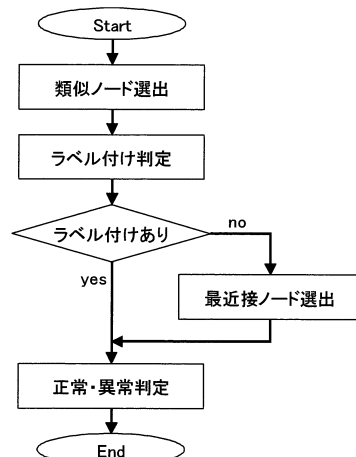 Start
類似ノード選出
ラベル付け判定
ラベル付けあり
no
yes
最近接ノード選出
正常・異常判定
End